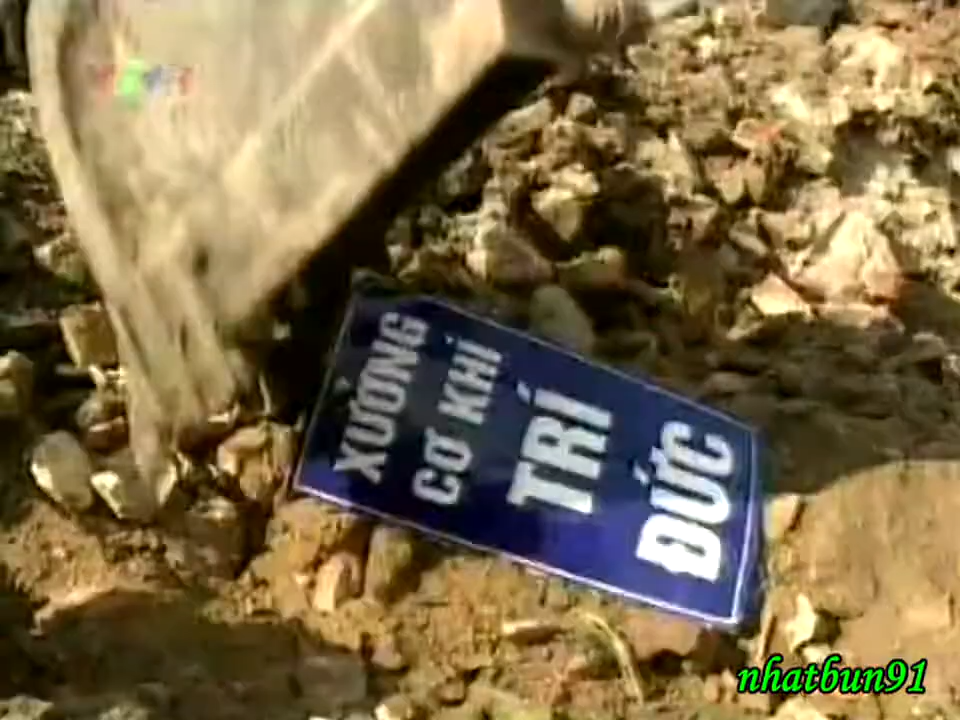 XƯỞNG
CƠ KHÍ
TRÍ
ĐỨC
nhatbun91